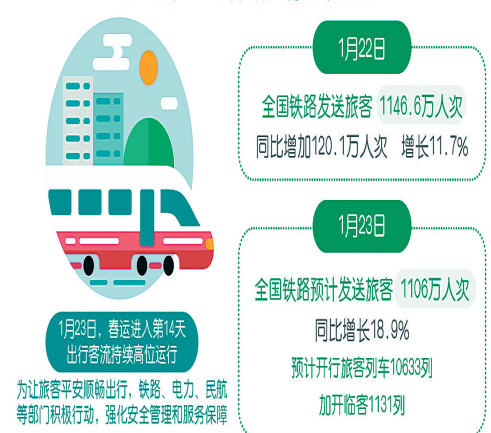 1月22日
全国铁路发送旅客 1146.6万人次
同比增加120.1万人次 增长11.7%
1月23日
全国铁路预计发送旅客 1106万人次
同比增长18.9%
预计开行旅客列车10633列
加开临客1131列
1月23日，春运进入第14天
出行客流持续高位运行
为让旅客平安顺畅出行，铁路、电力、民航
等部门积极行动，强化安全管理和服务保障